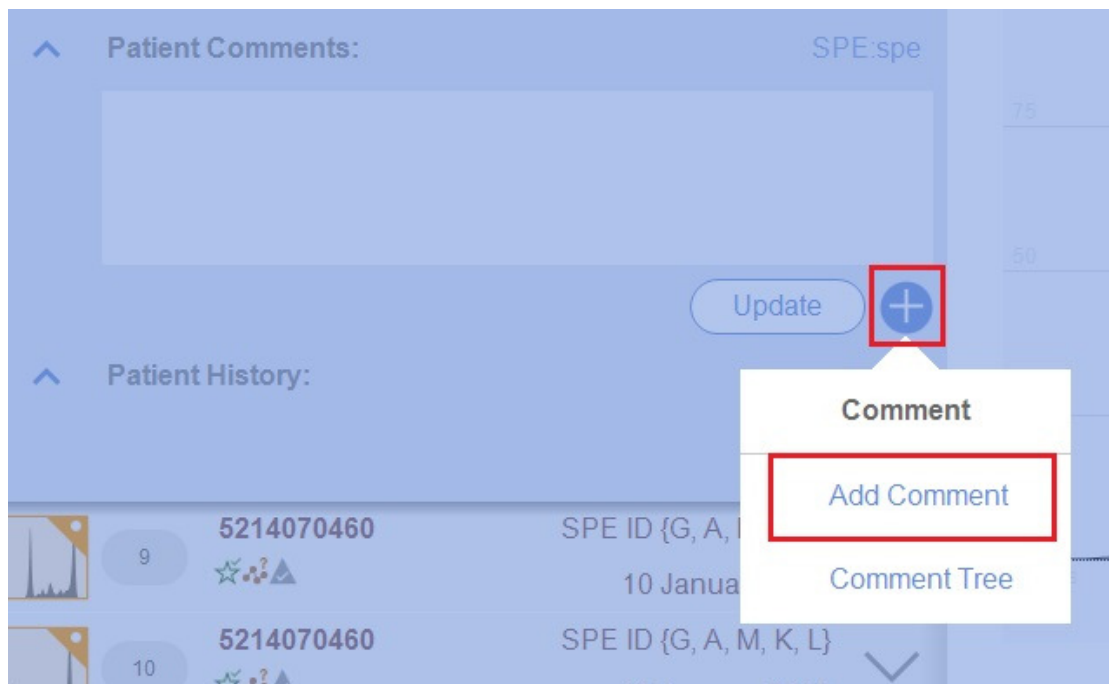 Patient Comments: SPE:spe
75
50
Update
Patient History:
Comment
Add Comment
Comment Tree
9 5214070460 SPE ID {G, A,
10 Janua
10 5214070460 SPE ID {G, A, M, K, L}